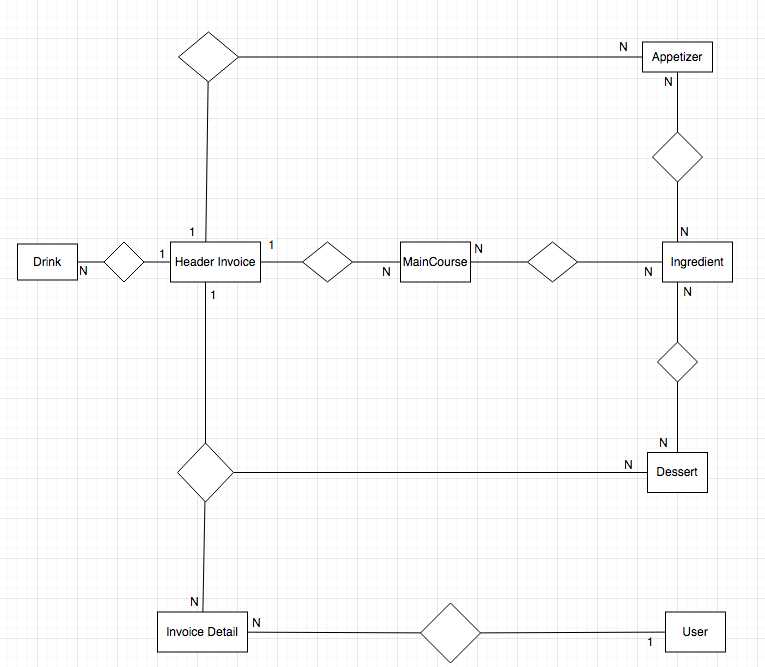 N
Appetizer
N
1
N
1
1
N
Drink
Header Invoice
MainCourse
Ingredient
N
N
N
1
N
N
N
Dessert
N
N
Invoice Detail
User
1